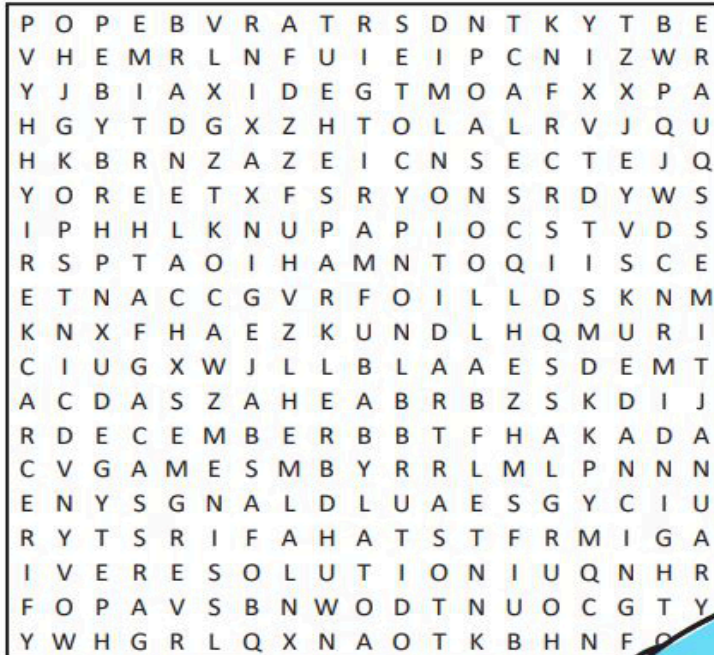 P O P E B V R A T R S D N T K Y T B E
V H E M R L N F U I E I P C N I Z W R
Y J B I A X I D E G T M O A F X X P A
H G Y T D G X Z H T O L A L R V J Q U
H K B R N Z A Z E I C N S E C T E J Q
Y O R E E T X F S R Y O N S R D Y W S
I P H H L K N U P A P I O C S T V D S
R S P T A O I H A M N T O Q I I S C E
E T N A C C G V R F O I L L D S K N M
K N X F H A E Z K U N D L H Q M U R I
C I U G X W J L L B L A A E S D E M T
A C D A S Z A H E A B R B Z S K D I J
R D E C E M B E R B B T F H A K A D A
C V G A M E S M B Y R R L M L P N N N
E N Y S G N A L D L U A E S G Y C I U
R Y T S R I F A H A T S T F R M I G A
I V E R E S O L U T I O N I U Q N H R
F O P A V S B N W O D T N U O C G T Y
Y W H G R L Q X N A O T K B H N F